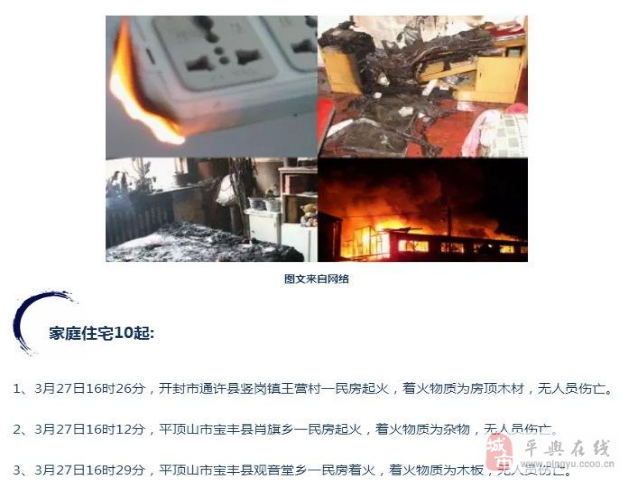 图文来自网络
家庭住宅10起:
1、3月27日16时26分，开封市通许县竖岗镇王营村一民房起火，着火物质为房顶木材，无人员伤亡。
2、3月27日16时12分，平顶山市宝丰县肖旗乡一民房起火，着火物质为杂物，无人员伤亡。
3、3月27日16时29分，平顶山市宝丰县观音堂乡一民房着火，着火物质为木板，无人员伤亡。
城市
平舆在线
www.pingyu.ccoo.cn